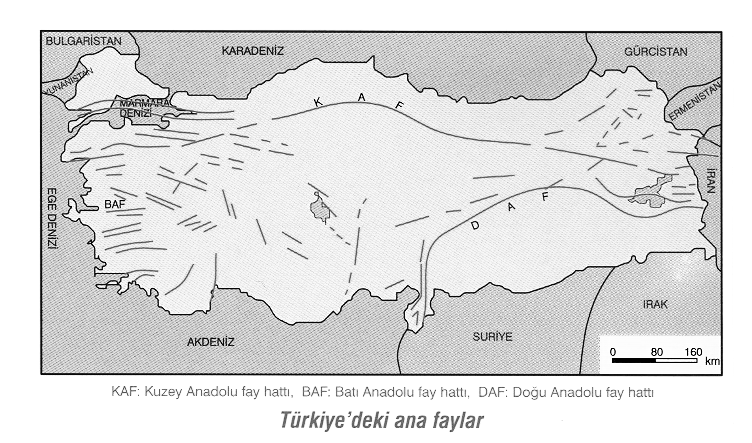 BULGARİSTAN
KARADENİZ
GÜRCİSTAN
YUNANİSTAN
MARMARA
DENİZİ
K A F
ERMENİSTAN
İRAN
EGE DENİZİ
BAF
D A F
AKDENİZ
SURİYE
IRAK
0 80 160
km
KAF: Kuzey Anadolu fay hattı, BAF: Batı Anadolu fay hattı, DAF: Doğu Anadolu fay hattı
Türkiye'deki ana faylar